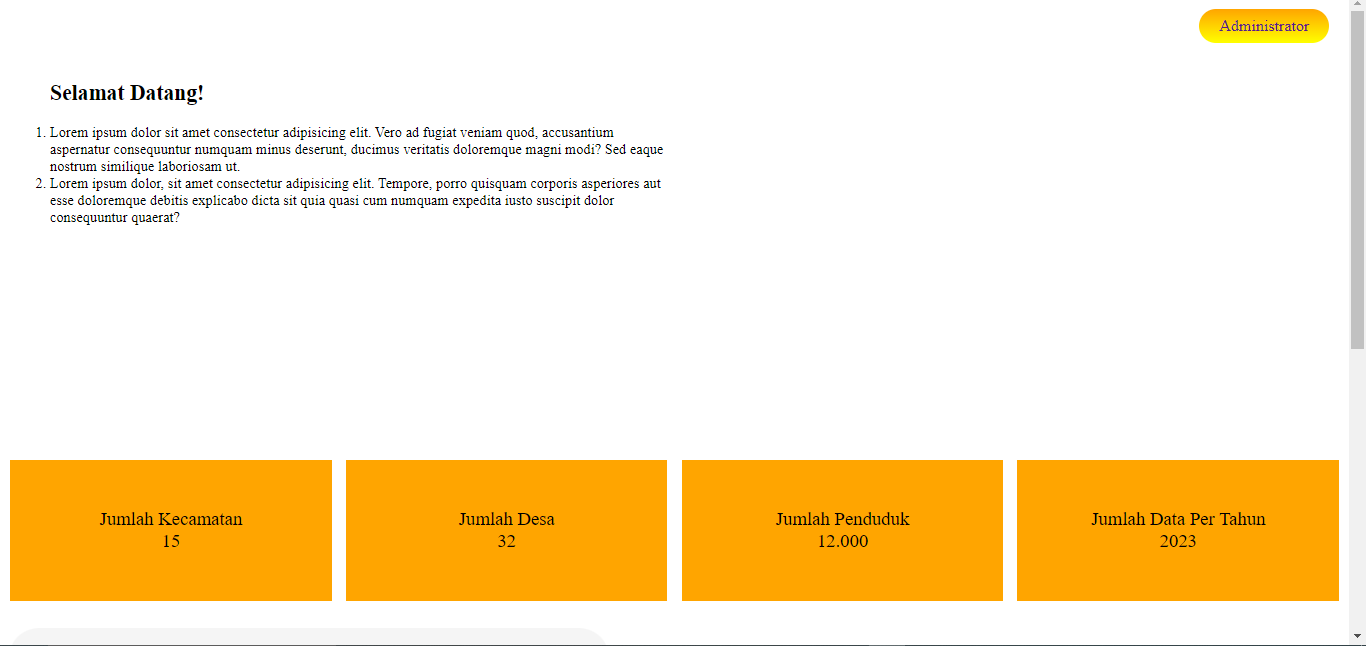 Administrator
Selamat Datang!
1. Lorem ipsum dolor sit amet consectetur adipisicing elit. Vero ad fugiat veniam quod, accusantium
aspernatur consequuntur numquam minus deserunt, ducimus veritatis doloremque magni modi? Sed eaque
nostrum similique laboriosam ut.
2. Lorem ipsum dolor, sit amet consectetur adipisicing elit. Tempore, porro quisquam corporis asperiores aut
esse doloremque debitis explicabo dicta sit quia quasi cum numquam expedita iusto suscipit dolor
consequuntur quaerat?
Jumlah Kecamatan
15
Jumlah Desa
32
Jumlah Penduduk
12.000
Jumlah Data Per Tahun
2023